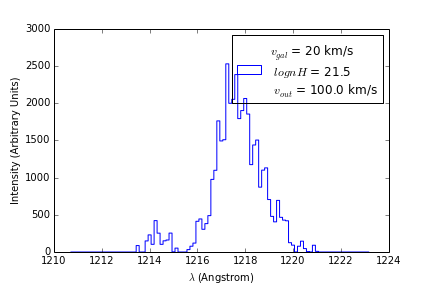 3000
2500
2000
1500
1000
500
0
Intensity (Arbitrary Units)
v_gal = 20 km/s
lognH = 21.5
v_out = 100.0 km/s
1210 1212 1214 1216 1218 1220 1222 1224
λ (Angstrom)